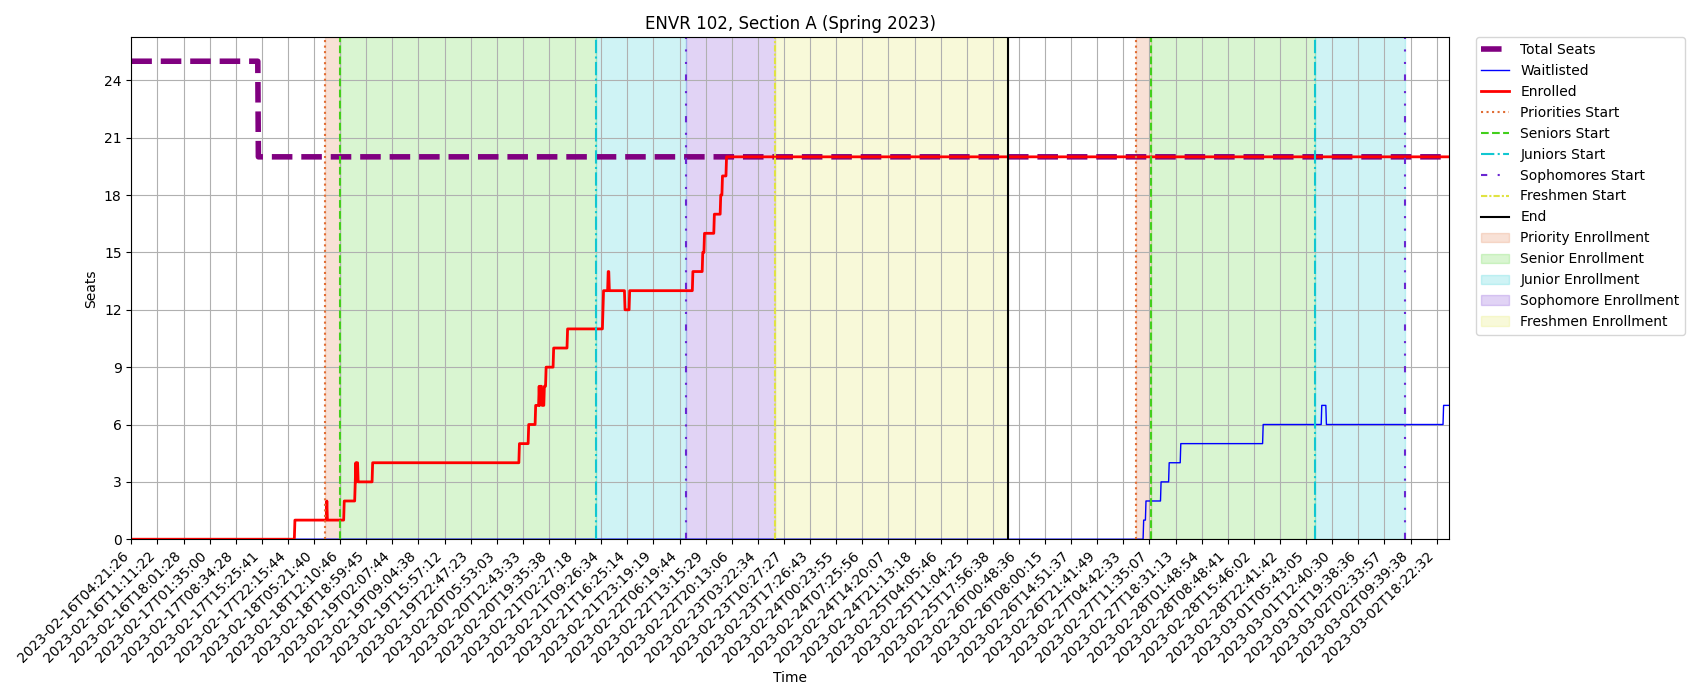 ENVR 102, Section A (Spring 2023)
Seats
24
21
18
15
12
9
6
3
0
2023-02-16T04:21:26
2023-02-16T11:11:22
2023-02-16T18:01:28
2023-02-17T01:35:00
2023-02-17T08:34:28
2023-02-17T15:25:41
2023-02-17T22:15:44
2023-02-18T05:21:40
2023-02-18T12:10:46
2023-02-18T18:59:45
2023-02-19T02:07:44
2023-02-19T09:04:38
2023-02-19T15:57:12
2023-02-19T22:47:23
2023-02-20T05:53:03
2023-02-20T12:43:33
2023-02-20T19:35:38
2023-02-21T02:27:18
2023-02-21T09:26:34
2023-02-21T16:25:14
2023-02-21T23:19:19
2023-02-22T06:19:44
2023-02-22T13:15:29
2023-02-22T20:13:06
2023-02-23T03:22:34
2023-02-23T10:27:27
2023-02-23T17:26:43
2023-02-24T00:23:55
2023-02-24T07:25:56
2023-02-24T14:20:07
2023-02-24T21:13:18
2023-02-25T04:05:46
2023-02-25T11:04:25
2023-02-25T17:56:38
2023-02-26T00:48:36
2023-02-26T08:00:15
2023-02-26T14:51:37
2023-02-26T21:41:49
2023-02-27T04:42:33
2023-02-27T11:35:07
2023-02-27T18:31:13
2023-02-28T01:48:54
2023-02-28T08:48:41
2023-02-28T15:46:02
2023-02-28T22:41:42
2023-03-01T05:43:05
2023-03-01T12:40:30
2023-03-01T19:38:36
2023-03-02T02:33:57
2023-03-02T09:39:38
2023-03-02T18:22:32
Time
Total Seats
Waitlisted
Enrolled
Priorities Start
Seniors Start
Juniors Start
Sophomores Start
Freshmen Start
End
Priority Enrollment
Senior Enrollment
Junior Enrollment
Sophomore Enrollment
Freshmen Enrollment